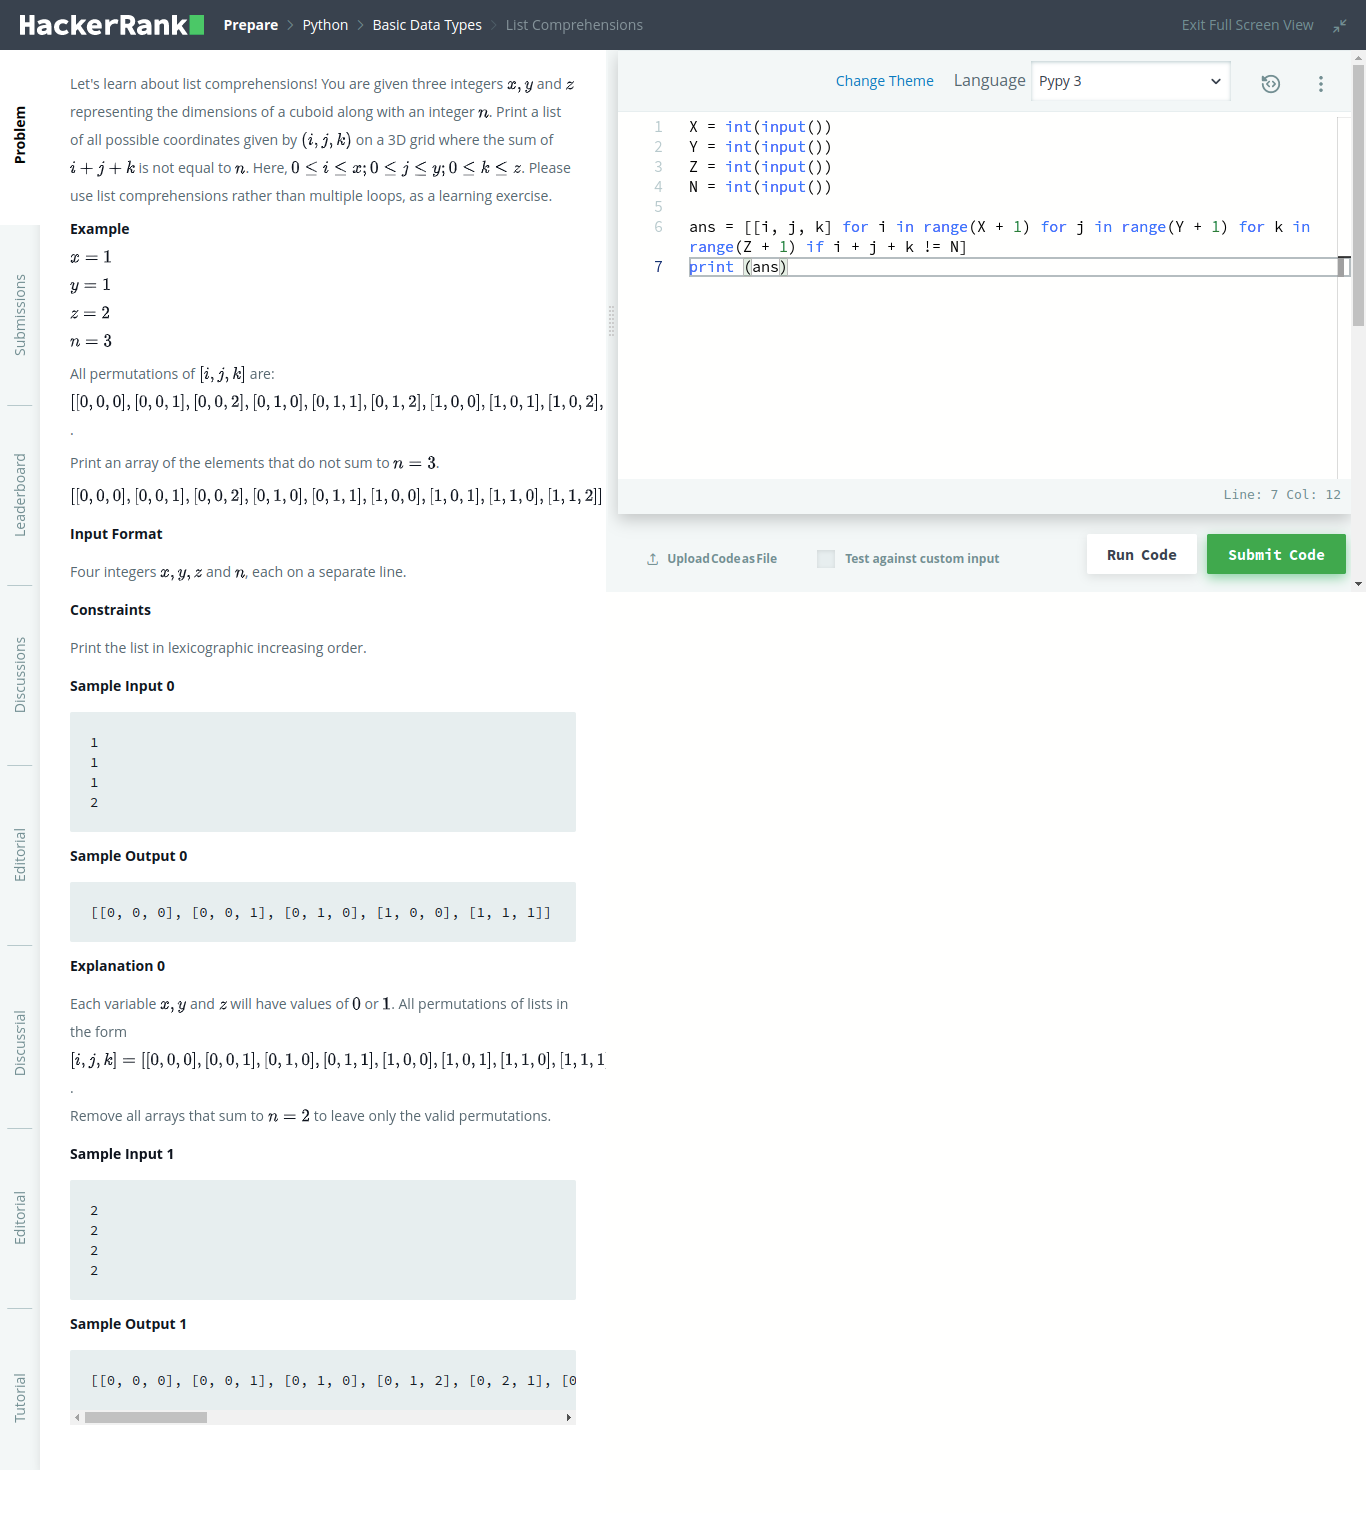 HackerRank Prepare > Python > Basic Data Types > List Comprehensions Exit Full Screen View
Problem
Submissions
Leaderboard
Discussions
Editorial
Editorial
Tutorial
Let's learn about list comprehensions! You are given three integers x, y and z
representing the dimensions of a cuboid along with an integer n. Print a list
of all possible coordinates given by (i, j, k) on a 3D grid where the sum of
i + j + k is not equal to n. Here, 0 ≤ i ≤ x; 0 ≤ j ≤ y; 0 ≤ k ≤ z. Please
use list comprehensions rather than multiple loops, as a learning exercise.
Example
x = 1
y = 1
z = 2
n = 3
All permutations of [i, j, k] are:
[[0, 0, 0], [0, 0, 1], [0, 0, 2], [0, 1, 0], [0, 1, 1], [0, 1, 2], [1, 0, 0], [1, 0, 1], [1, 0, 2],
.
Print an array of the elements that do not sum to n = 3.
[[0, 0, 0], [0, 0, 1], [0, 0, 2], [0, 1, 0], [0, 1, 1], [1, 0, 0], [1, 0, 1], [1, 1, 0], [1, 1, 2]]
Input Format
Four integers x, y, z and n, each on a separate line.
Constraints
Print the list in lexicographic increasing order.
Sample Input 0
1
1
1
2
Sample Output 0
[[0, 0, 0], [0, 0, 1], [0, 1, 0], [1, 0, 0], [1, 1, 1]]
Explanation 0
Each variable x, y and z will have values of 0 or 1. All permutations of lists in
the form
[i, j, k] = [[0, 0, 0], [0, 0, 1], [0, 1, 0], [0, 1, 1], [1, 0, 0], [1, 0, 1], [1, 1, 0], [1, 1, 1]
.
Remove all arrays that sum to n = 2 to leave only the valid permutations.
Sample Input 1
2
2
2
2
Sample Output 1
[[0, 0, 0], [0, 0, 1], [0, 1, 0], [0, 1, 2], [0, 2, 1], [0
Change Theme Language Pypy 3
1 X = int(input())
2 Y = int(input())
3 Z = int(input())
4 N = int(input())
5
6 ans = [[i, j, k] for i in range(X + 1) for j in range(Y + 1) for k in
range(Z + 1) if i + j + k != N]
7 print (ans)
Line: 7 Col: 12
Upload Code as File Test against custom input Run Code Submit Code